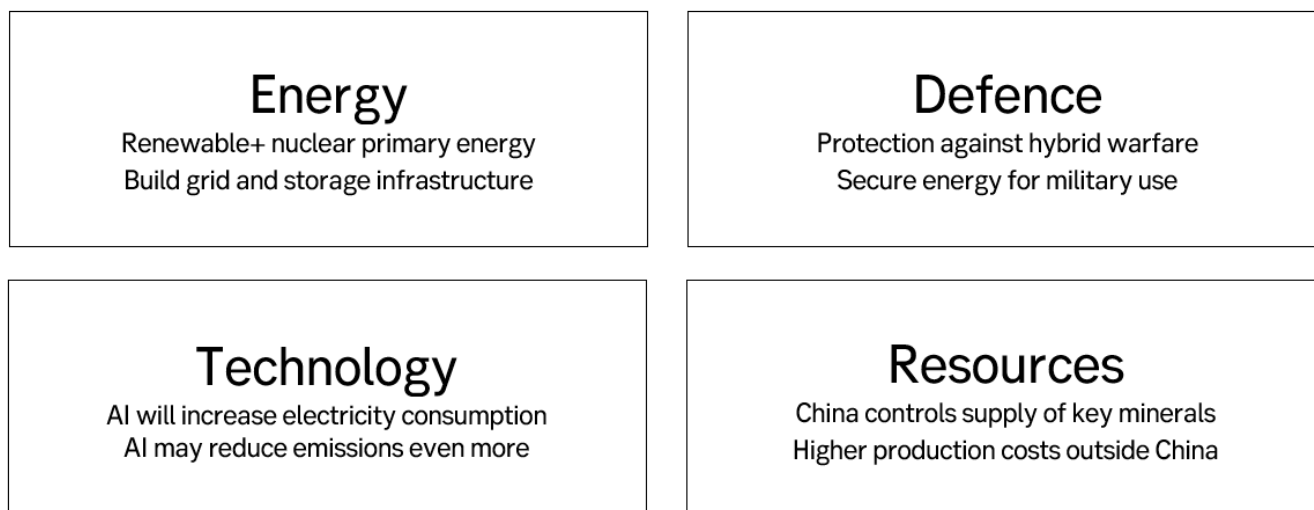 Energy
Renewable+ nuclear primary energy
Build grid and storage infrastructure
Defence
Protection against hybrid warfare
Secure energy for military use
Technology
AI will increase electricity consumption
AI may reduce emissions even more
Resources
China controls supply of key minerals
Higher production costs outside China